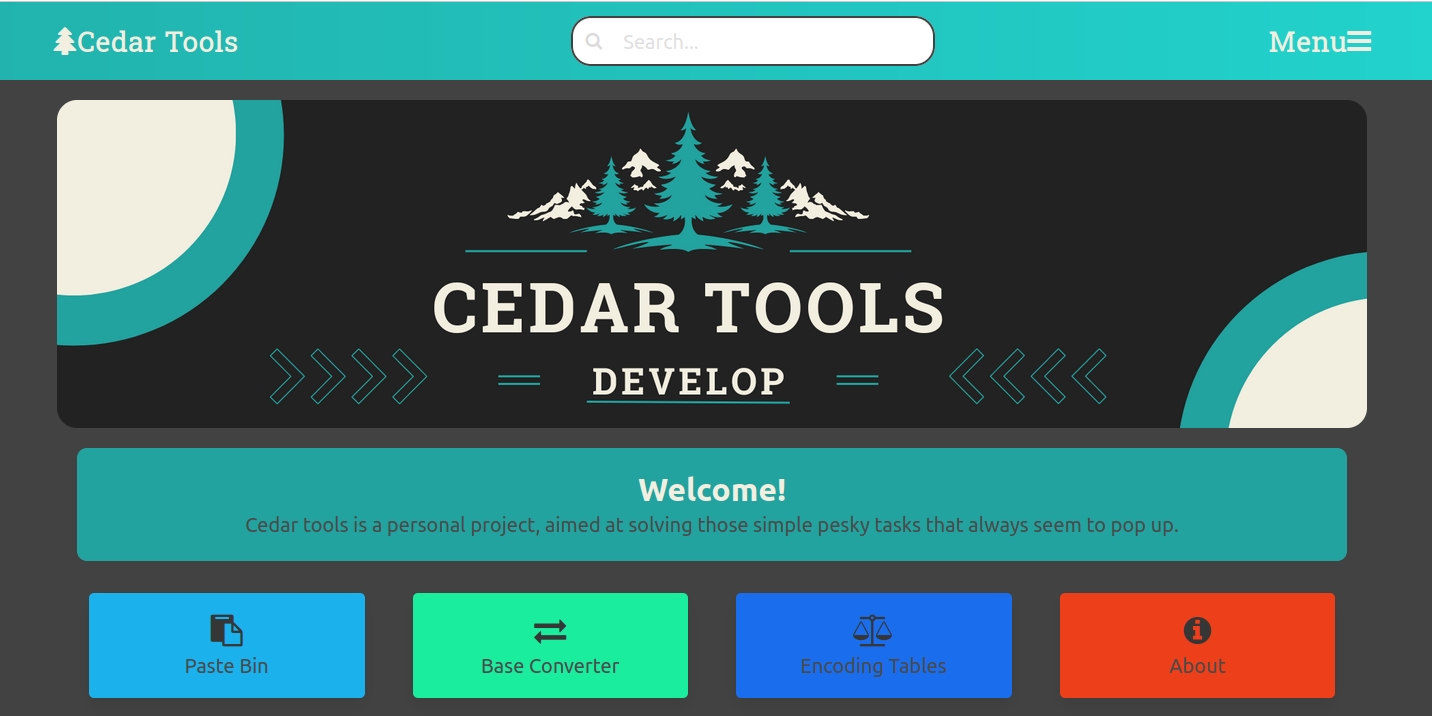 Cedar Tools
Search...
Menu
CEDAR TOOLS
DEVELOP
Welcome!
Cedar tools is a personal project, aimed at solving those simple pesky tasks that always seem to pop up.
Paste Bin
Base Converter
Encoding Tables
About